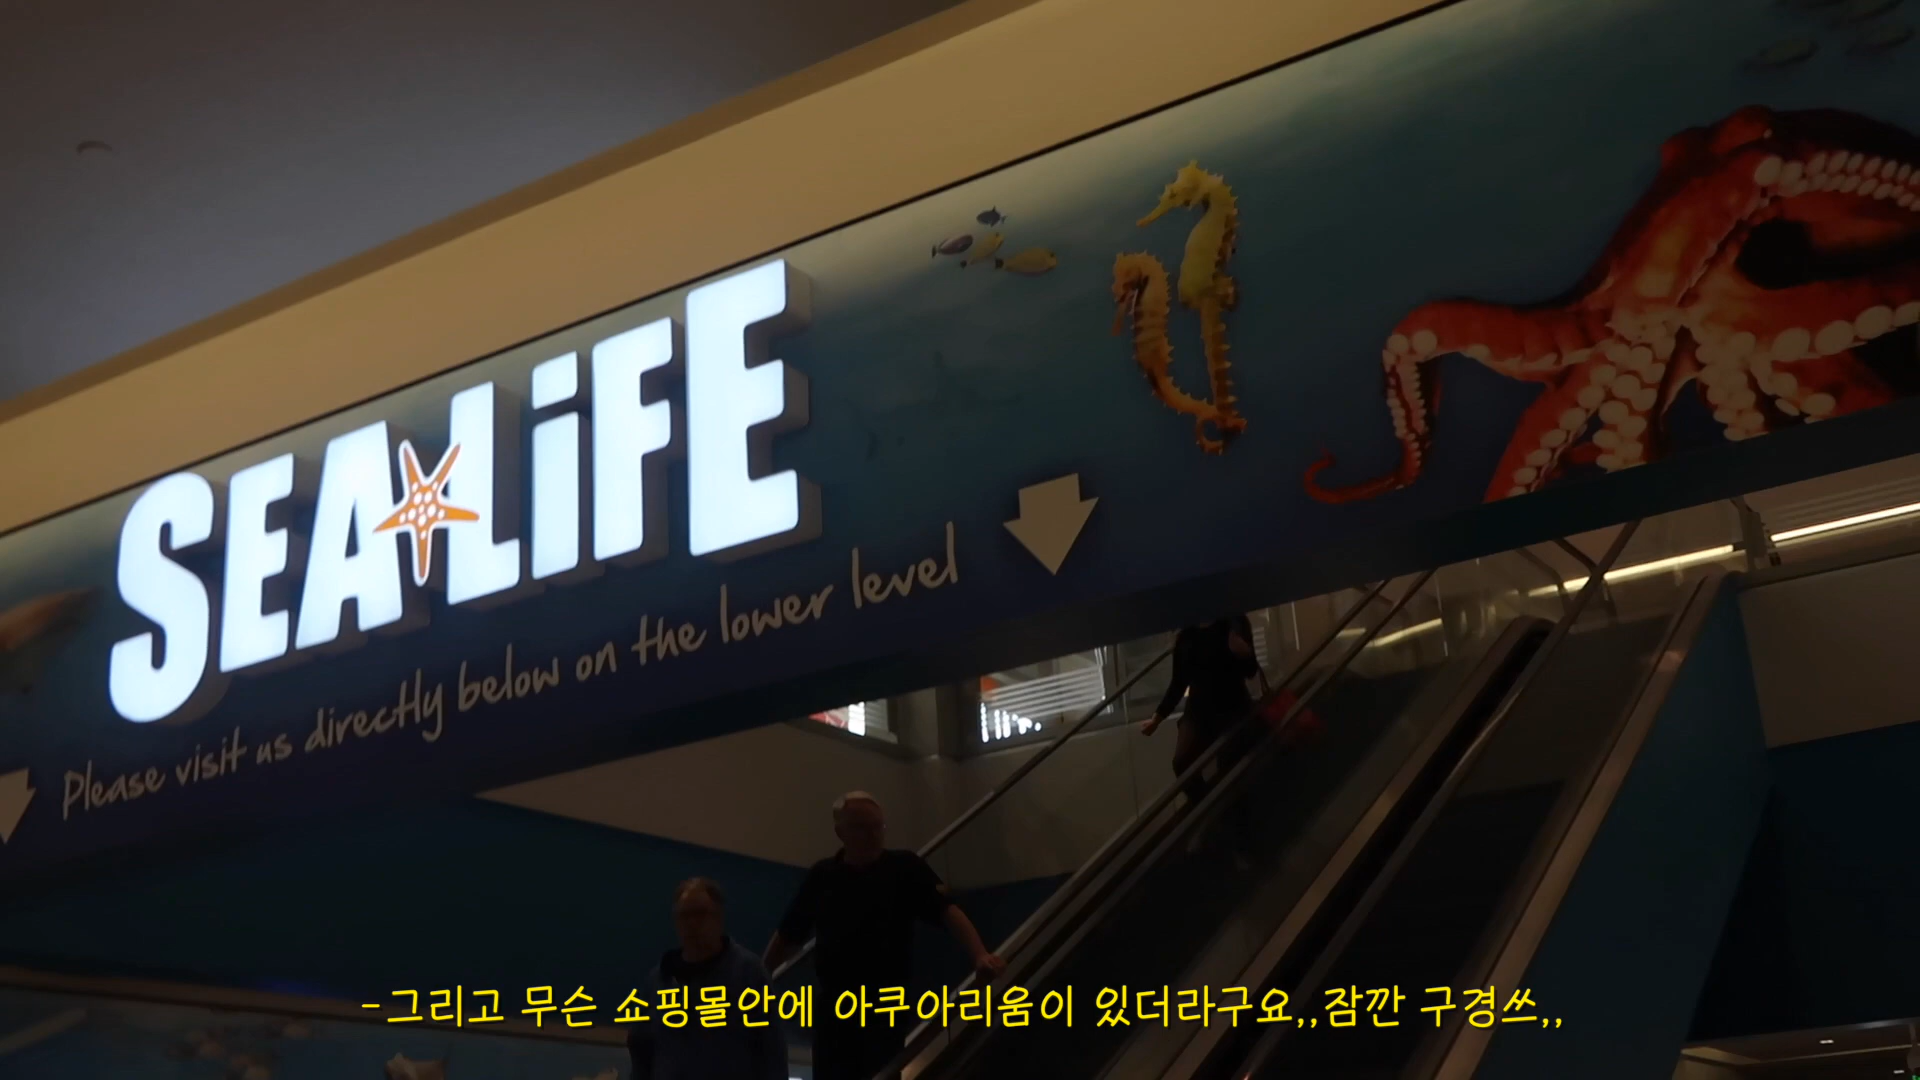 SEA LiFE
Please visit us directly below on the lower level
-그리고 무슨 쇼핑몰안에 아쿠아리움이 있더라구요,,잠깐 구경쓰,,